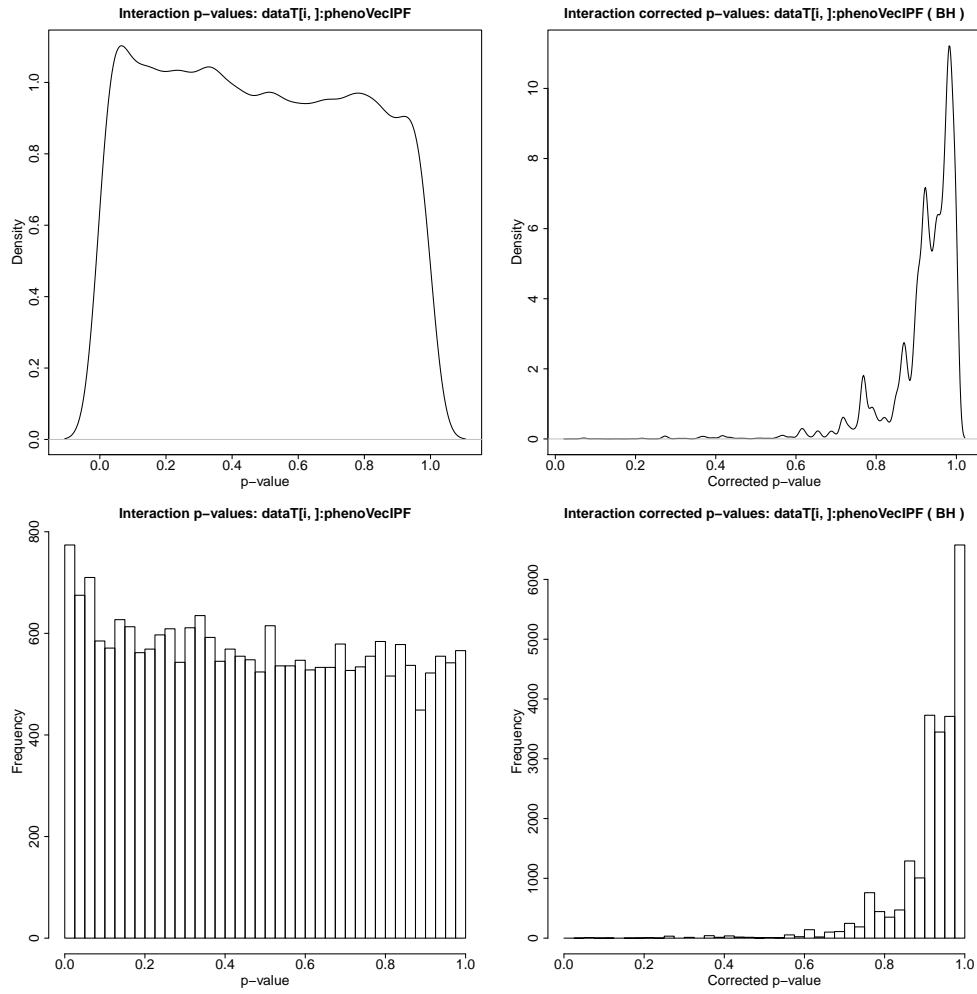 Interaction p−values: dataT[i, ]:phenoVecIPF
Density
0.0 0.2 0.4 0.6 0.8 1.0
0.0 0.2 0.4 0.6 0.8 1.0
p−value
Interaction corrected p−values: dataT[i, ]:phenoVecIPF ( BH )
Density
0 2 4 6 8 10
0.0 0.2 0.4 0.6 0.8 1.0
Corrected p−value
Interaction p−values: dataT[i, ]:phenoVecIPF
Frequency
0 200 400 600 800
0.0 0.2 0.4 0.6 0.8 1.0
p−value
Interaction corrected p−values: dataT[i, ]:phenoVecIPF ( BH )
Frequency
0 1000 2000 3000 4000 5000 6000
0.0 0.2 0.4 0.6 0.8 1.0
Corrected p−value